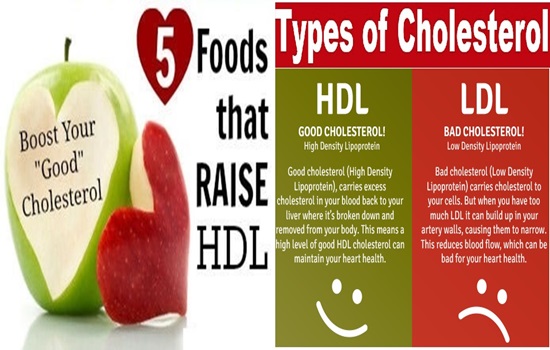 5 Foods
that
RAISE
HDL
Boost Your
"Good"
Cholesterol
Types of Cholesterol
HDL
GOOD CHOLESTEROL!
High Density Lipoprotein
Good cholesterol (High Density
Lipoprotein), carries excess
cholesterol in your blood back to your
liver where it's broken down and
removed from your body. This means a
high level of good HDL cholesterol can
maintain your heart health.
LDL
BAD CHOLESTEROL!
Low Density Lipoprotein
Bad cholesterol (Low Density
Lipoprotein) carries cholesterol to
your cells. But when you have too
much LDL it can build up in your
artery walls, causing them to narrow.
This reduces blood flow, which can be
bad for your heart health.